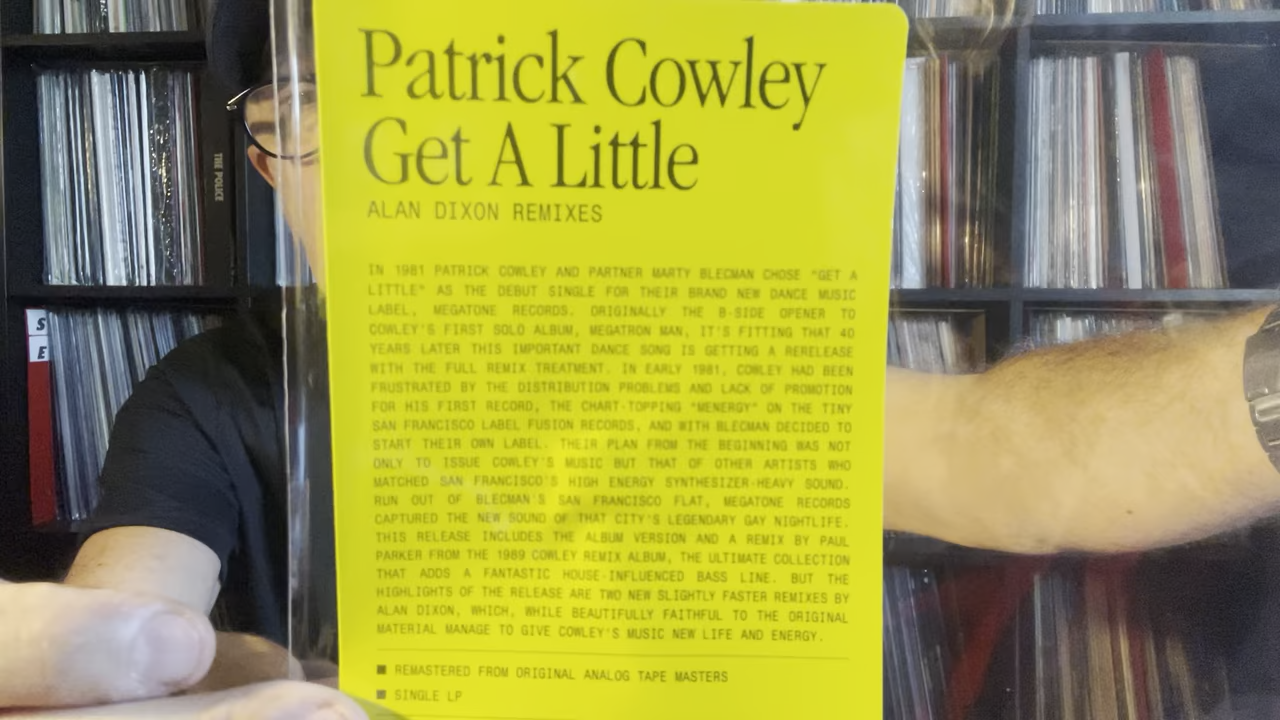 Patrick Cowley
Get A Little
ALAN DIXON REMIXES
IN 1981 PATRICK COWLEY AND PARTNER MARTY BLECMAN CHOSE "GET A
LITTLE" AS THE DEBUT SINGLE FOR THEIR BRAND NEW DANCE MUSIC
LABEL, MEGATONE RECORDS. ORIGINALLY THE B-SIDE OPENER TO
COWLEY'S FIRST SOLO ALBUM, MEGATRON MAN, IT'S FITTING THAT 40
YEARS LATER THIS IMPORTANT DANCE SONG IS GETTING A RERELEASE
WITH THE FULL REMIX TREATMENT. IN EARLY 1981, COWLEY HAD BEEN
FRUSTRATED BY THE DISTRIBUTION PROBLEMS AND LACK OF PROMOTION
FOR HIS FIRST RECORD, THE CHART-TOPPING "MENERGY" ON THE TINY
SAN FRANCISCO LABEL FUSION RECORDS, AND WITH BLECMAN DECIDED TO
START THEIR OWN LABEL. THEIR PLAN FROM THE BEGINNING WAS NOT
ONLY TO ISSUE COWLEY'S MUSIC BUT THAT OF OTHER ARTISTS WHO
MATCHED SAN FRANCISCO'S HIGH ENERGY SYNTHESIZER-HEAVY SOUND.
RUN OUT OF BLECMAN'S SAN FRANCISCO FLAT, MEGATONE RECORDS
CAPTURED THE NEW SOUND OF THAT CITY'S LEGENDARY GAY NIGHTLIFE.
THIS RELEASE INCLUDES THE ALBUM VERSION AND A REMIX BY PAUL
PARKER FROM THE 1989 COWLEY REMIX ALBUM, THE ULTIMATE COLLECTION
THAT ADDS A FANTASTIC HOUSE-INFLUENCED BASS LINE. BUT THE
HIGHLIGHTS OF THE RELEASE ARE TWO NEW SLIGHTLY FASTER REMIXES BY
ALAN DIXON, WHICH, WHILE BEAUTIFULLY FAITHFUL TO THE ORIGINAL
MATERIAL MANAGE TO GIVE COWLEY'S MUSIC NEW LIFE AND ENERGY.
■ REMASTERED FROM ORIGINAL ANALOG TAPE MASTERS
■ SINGLE LP
THE POLICE
S
E